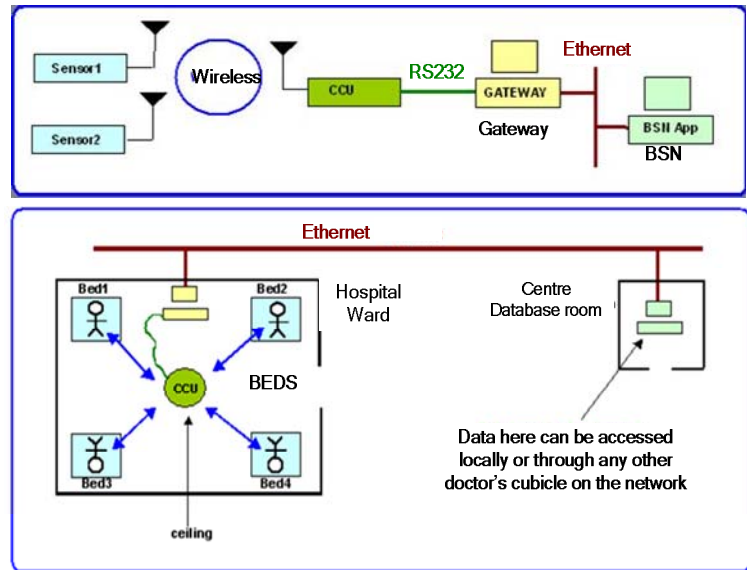 Ethernet
Sensor1
Wireless
RS232
CCU
GATEWAY
Gateway
Sensor2
BSN App
BSN
Ethernet
Bed1
Bed2
Hospital
Ward
Centre
Database room
CCU
BEDS
Bed3
Bed4
ceiling
Data here can be accessed
locally or through any other
doctor's cubicle on the network